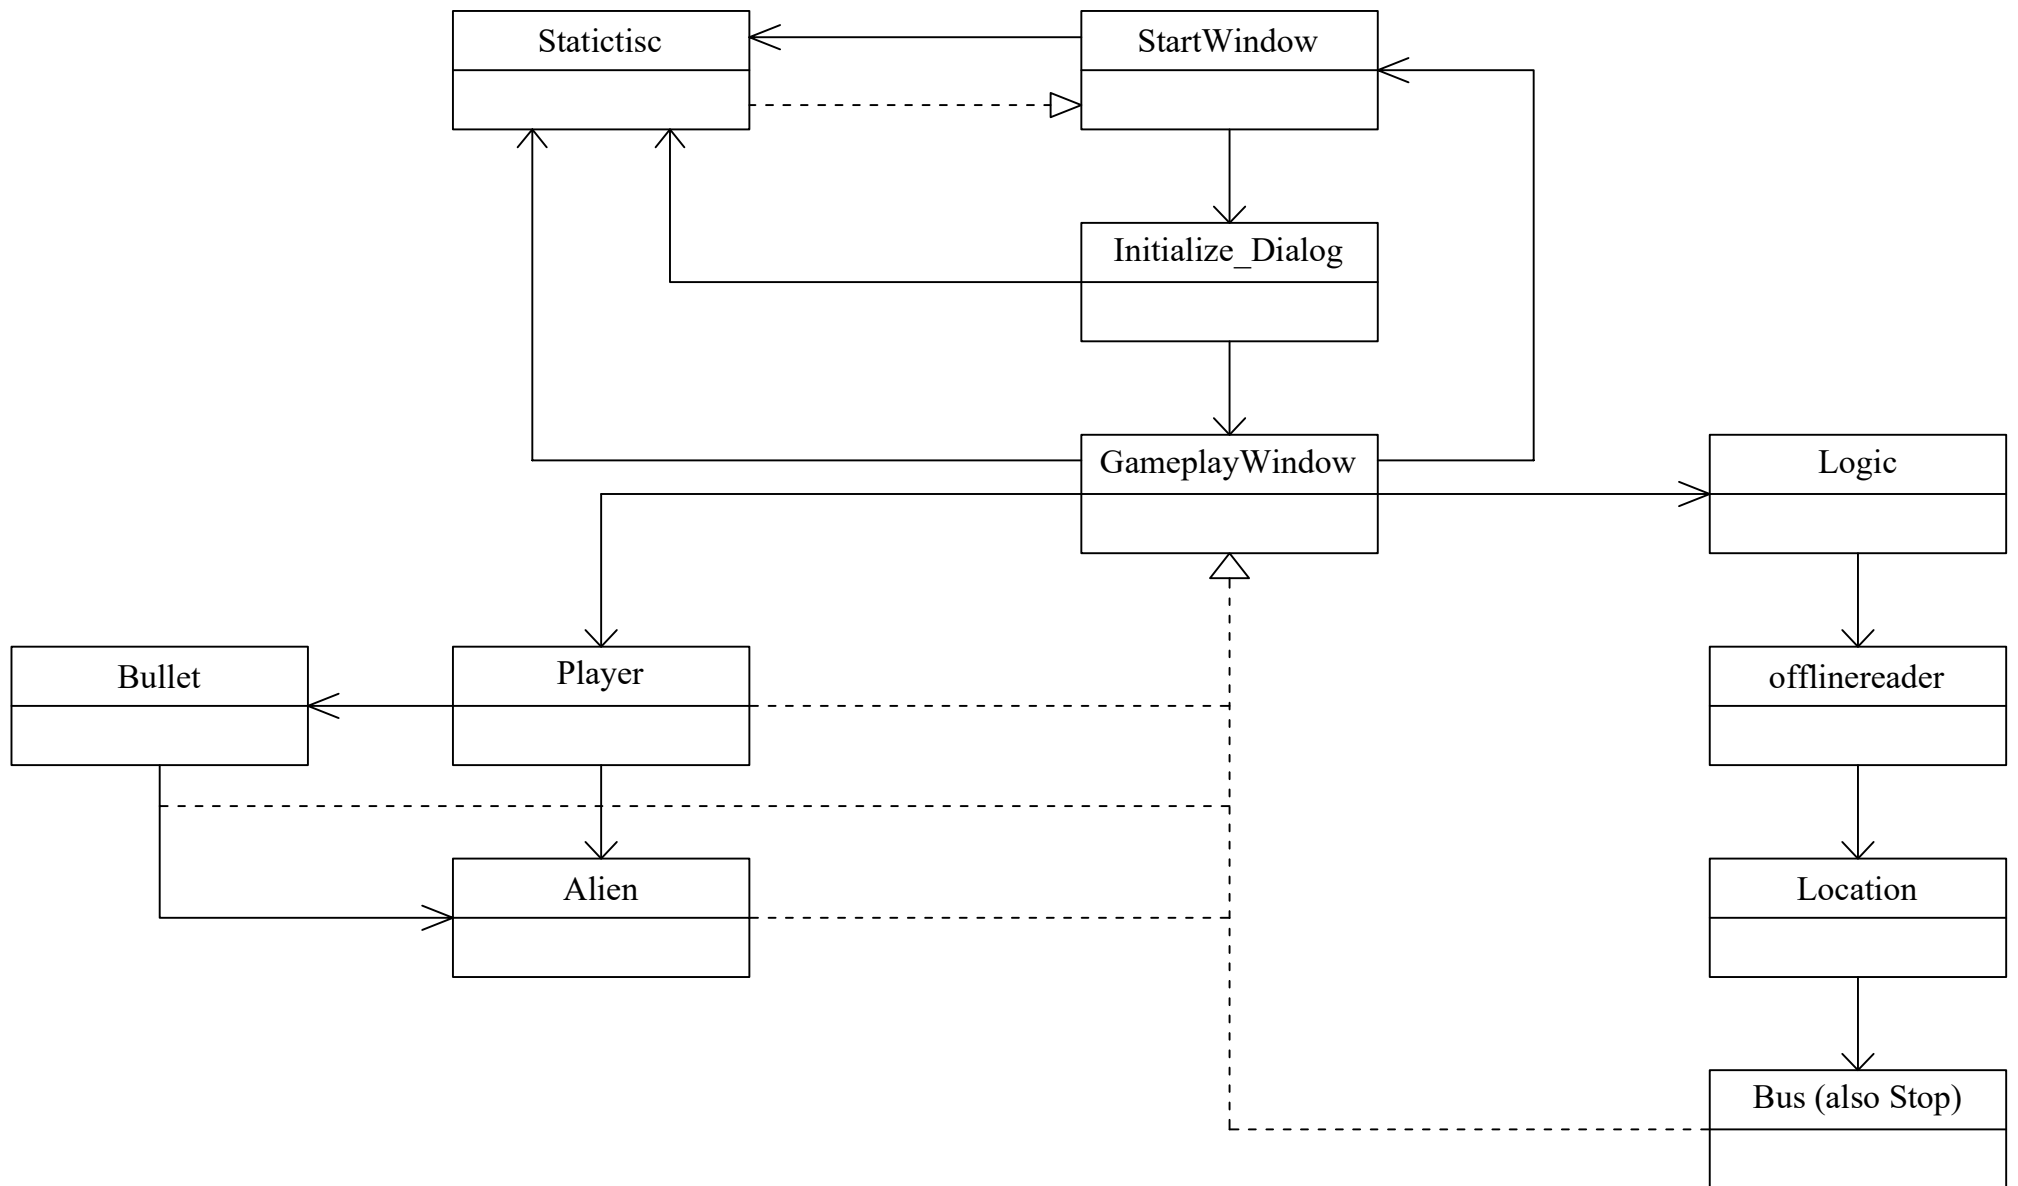 Statictisc
StartWindow
Initialize_Dialog
GameplayWindow
Logic
Bullet
Player
offlinereader
Alien
Location
Bus (also Stop)